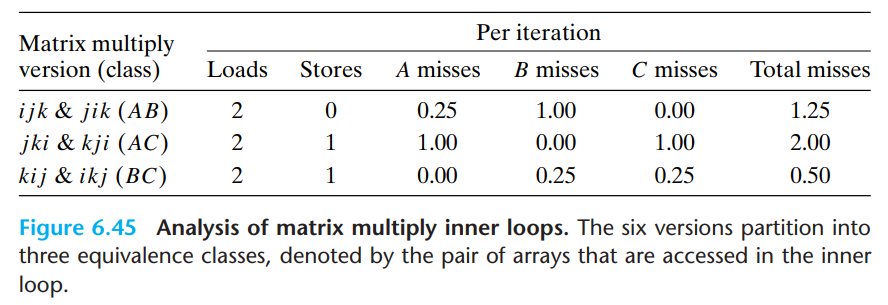 Per iteration
Matrix multiply
version (class) Loads Stores A misses B misses C misses Total misses
ijk & jik (AB) 2 0 0.25 1.00 0.00 1.25
jki & kji (AC) 2 1 1.00 0.00 1.00 2.00
kij & ikj (BC) 2 1 0.00 0.25 0.25 0.50
Figure 6.45 Analysis of matrix multiply inner loops. The six versions partition into
three equivalence classes, denoted by the pair of arrays that are accessed in the inner
loop.